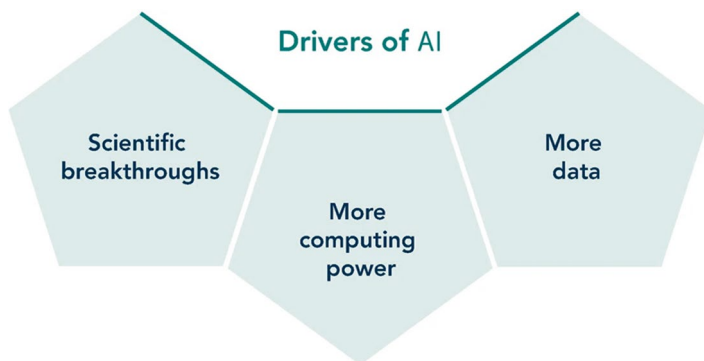 Drivers of AI
Scientific
breakthroughs
More
computing
power
More
data